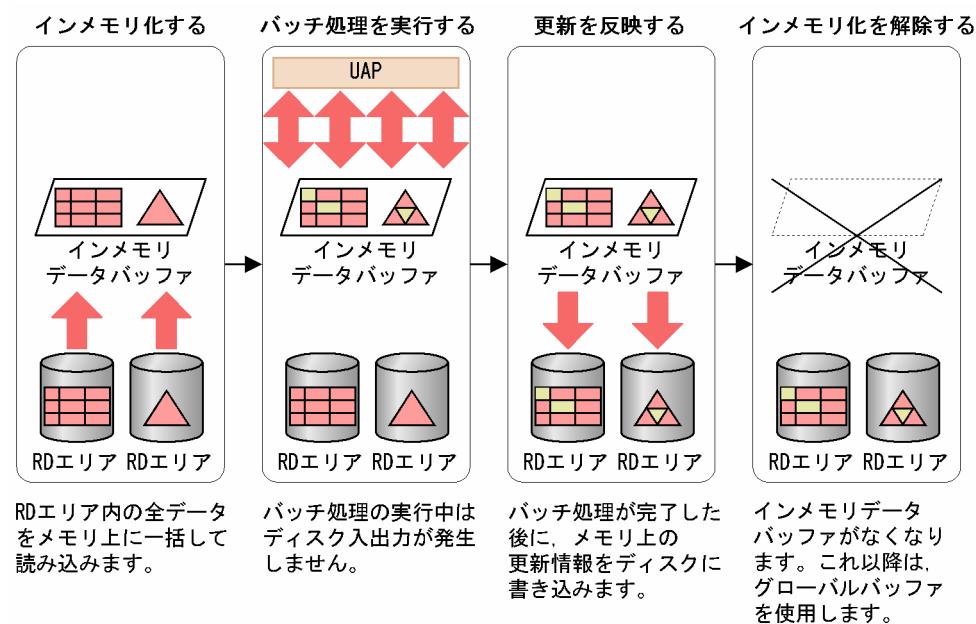 インメモリ化する
バッチ処理を実行する
更新を反映する
インメモリ化を解除する
UAP
インメモリ
データバッファ
インメモリ
データバッファ
インメモリ
データバッファ
インメモリ
データバッファ
RDエリア RDエリア
RDエリア RDエリア
RDエリア RDエリア
RDエリア RDエリア
RDエリア内の全データ
をメモリ上に一括して
読み込みます。
バッチ処理の実行中は
ディスク入出力が発生
しません。
バッチ処理が完了した
後に，メモリ上の
更新情報をディスクに
書き込みます。
インメモリデータ
バッファがなくなり
ます。これ以降は，
グローバルバッファ
を使用します。